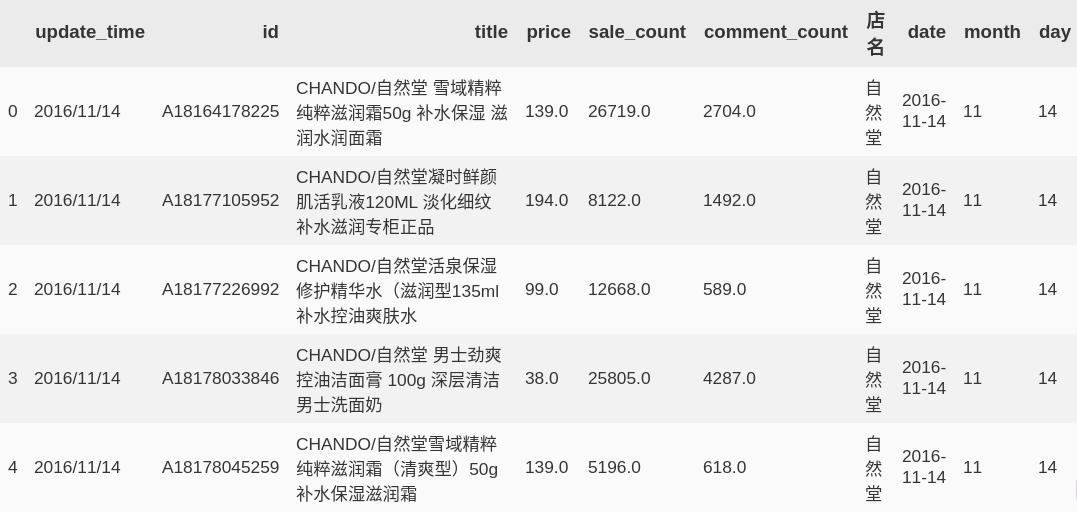 update_time id title price sale_count comment_count 店名 date month day
0 2016/11/14 A18164178225 CHANDO/自然堂 雪域精粹 139.0 26719.0 2704.0 自然堂 2016-11-14 11 14
纯粹滋润霜50g 补水保湿 滋
润水润面霜
1 2016/11/14 A18177105952 CHANDO/自然堂凝时鲜颜 194.0 8122.0 1492.0 自然堂 2016-11-14 11 14
肌活乳液120ML 淡化细纹
补水滋润专柜正品
2 2016/11/14 A18177226992 CHANDO/自然堂活泉保湿 99.0 12668.0 589.0 自然堂 2016-11-14 11 14
修护精华水（滋润型135ml
补水控油爽肤水
3 2016/11/14 A18178033846 CHANDO/自然堂 男士劲爽 38.0 25805.0 4287.0 自然堂 2016-11-14 11 14
控油洁面膏 100g 深层清洁
男士洗面奶
4 2016/11/14 A18178045259 CHANDO/自然堂雪域精粹 139.0 5196.0 618.0 自然堂 2016-11-14 11 14
纯粹滋润霜（清爽型）50g
补水保湿滋润霜